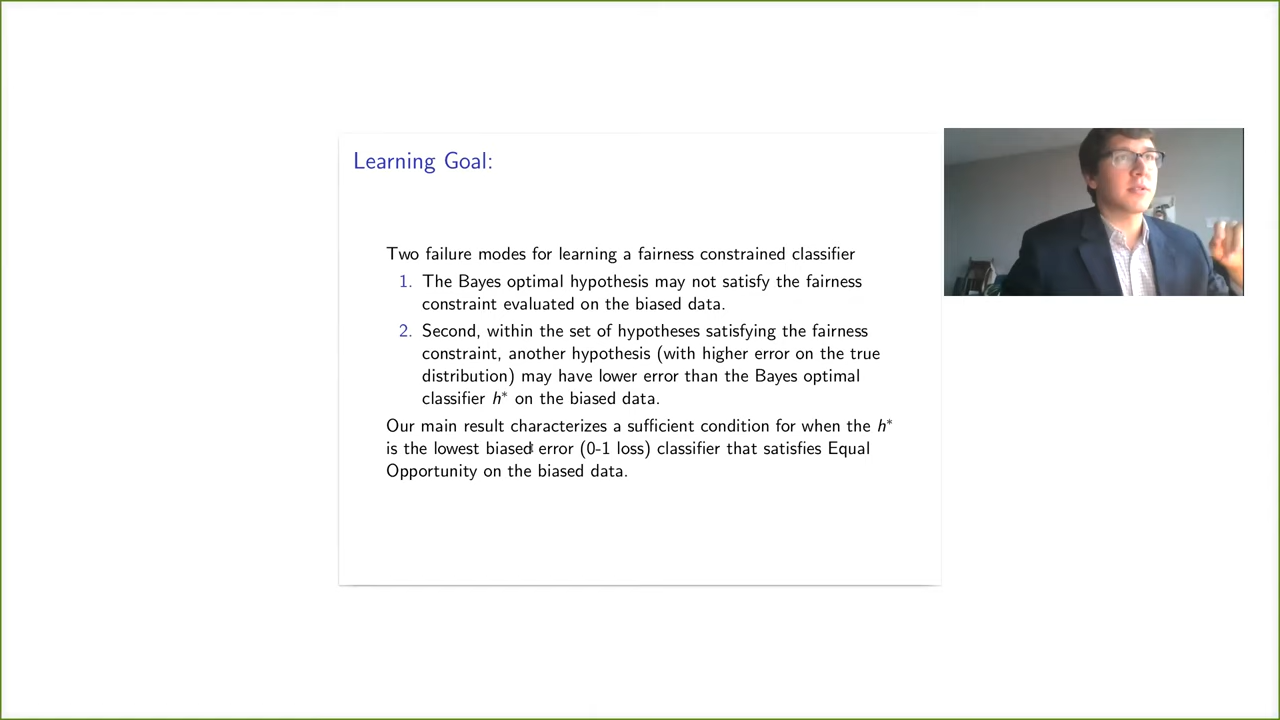 Learning Goal:
Two failure modes for learning a fairness constrained classifier
1. The Bayes optimal hypothesis may not satisfy the fairness
constraint evaluated on the biased data.
2. Second, within the set of hypotheses satisfying the fairness
constraint, another hypothesis (with higher error on the true
distribution) may have lower error than the Bayes optimal
classifier h* on the biased data.
Our main result characterizes a sufficient condition for when the h*
is the lowest biased error (0-1 loss) classifier that satisfies Equal
Opportunity on the biased data.